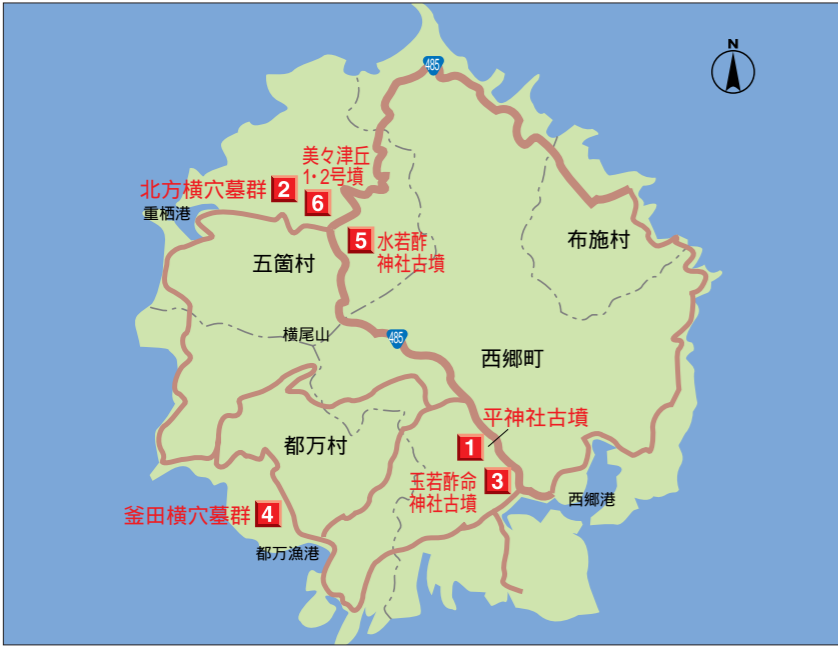 N
485
美々津丘
1・2号墳
北方横穴墓群 2
6
重栖港
5 水若酢
神社古墳
布施村
五箇村
横尾山
485
西郷町
平神社古墳
都万村
1
玉若酢命
神社古墳
3
西郷港
釜田横穴墓群 4
都万漁港